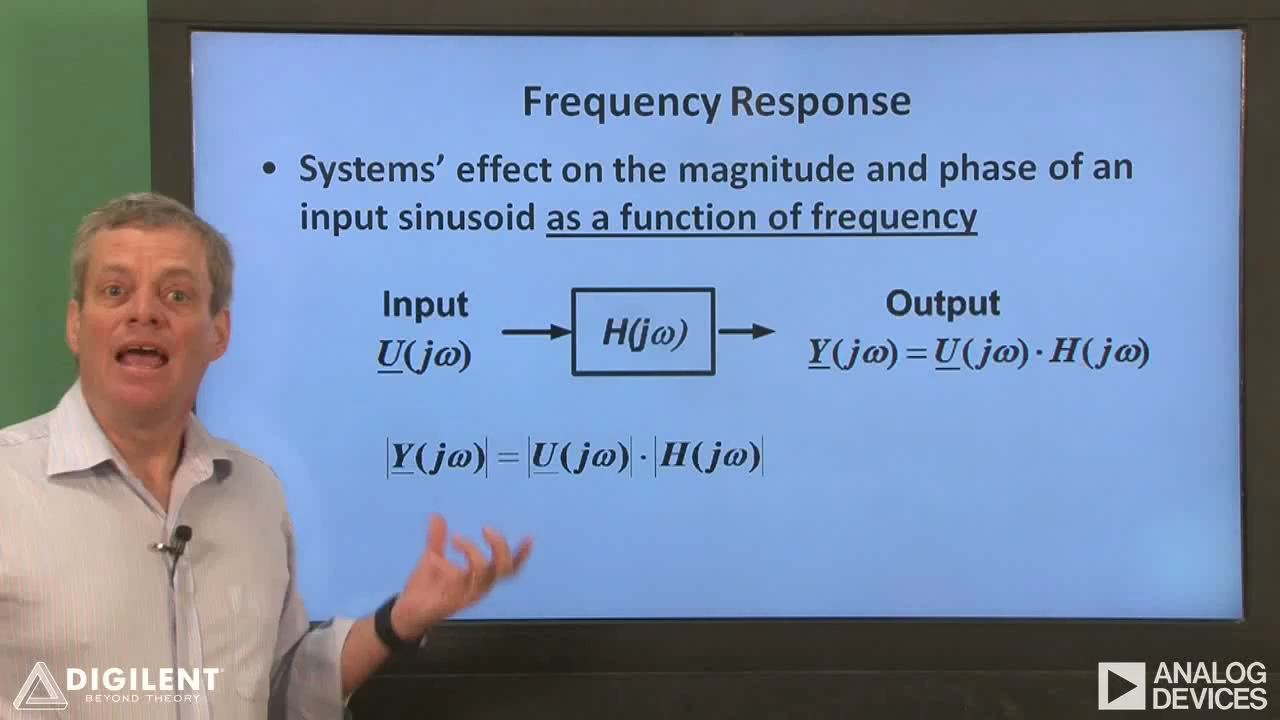 Frequency Response
• Systems' effect on the magnitude and phase of an
input sinusoid as a function of frequency
Input
U(jω)
H(jω)
Output
Y(jω) = U(jω) · H(jω)
|Y(jω)| = |U(jω)| · |H(jω)|
DIGILENT
BEYOND THEORY
ANALOG
DEVICES